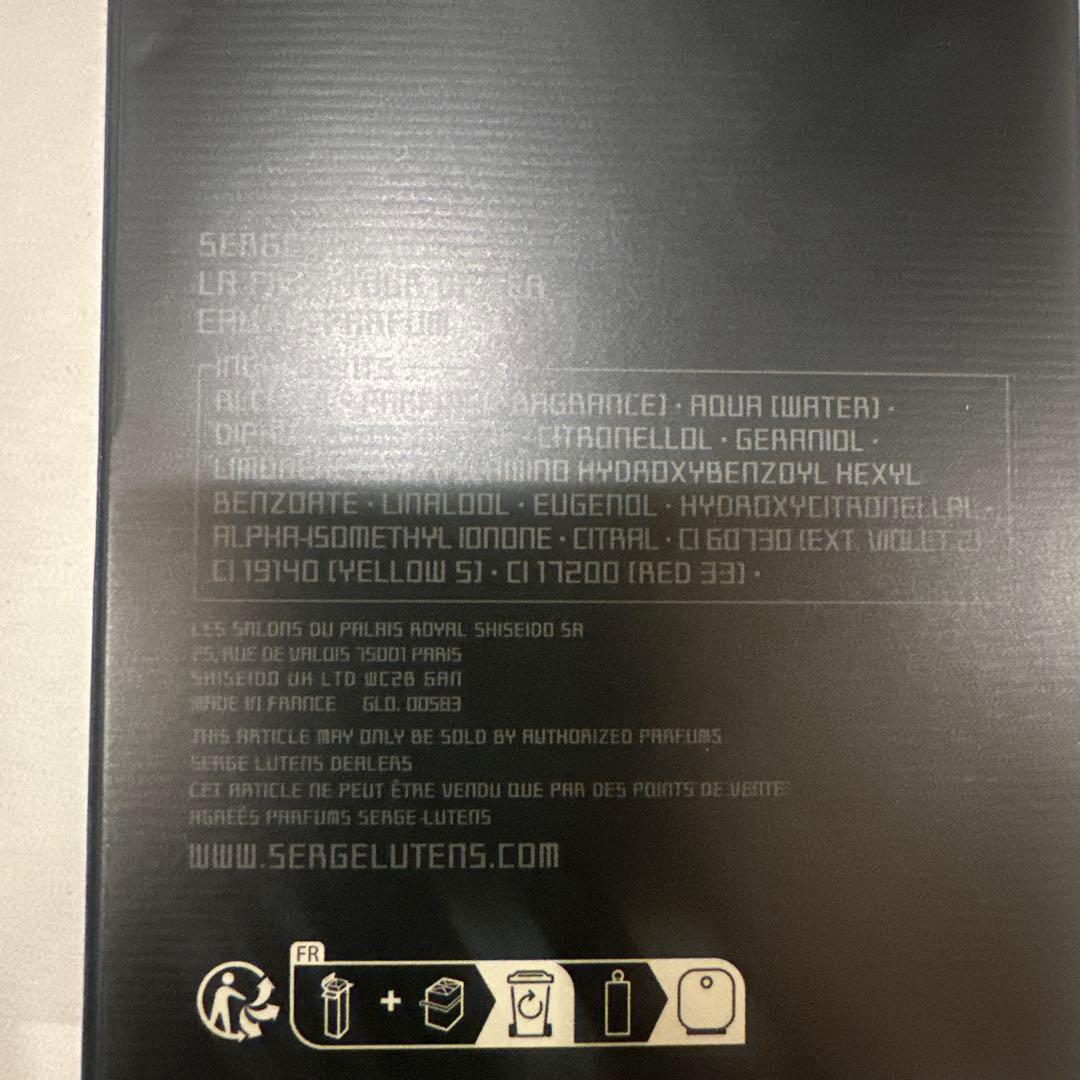 SERGE
LA FI
EAU PARFUM
FRAGRANCE] · AQUA [WATER] ·
CITRONELLOL · GERANIOL ·
HYDROXYBENZOYL HEXYL
BENZOATE · LINALOOL · EUGENOL · HYDROXYCITRONELLAL ·
ALPHA-ISOMETHYL IONONE · CITRAL · CI 60730 (EXT. VIOLET 2)
CI 19140 [YELLOW 5] · CI 17200 [RED 33] ·
LES SALONS DU PALAIS ROYAL SHISEIDO SA
25, RUE DE VALOIS 75001 PARIS
SHISEIDO UK LTD WC2B 6AN
MADE IN FRANCE GLO. 00583
THIS ARTICLE MAY ONLY BE SOLD BY AUTHORIZED PARFUMS
SERGE LUTENS DEALERS
CET ARTICLE NE PEUT ÊTRE VENDU QUE PAR DES POINTS DE VENTE
AGRÉÉS PARFUMS SERGE LUTENS
WWW.SERGELUTENS.COM
FR